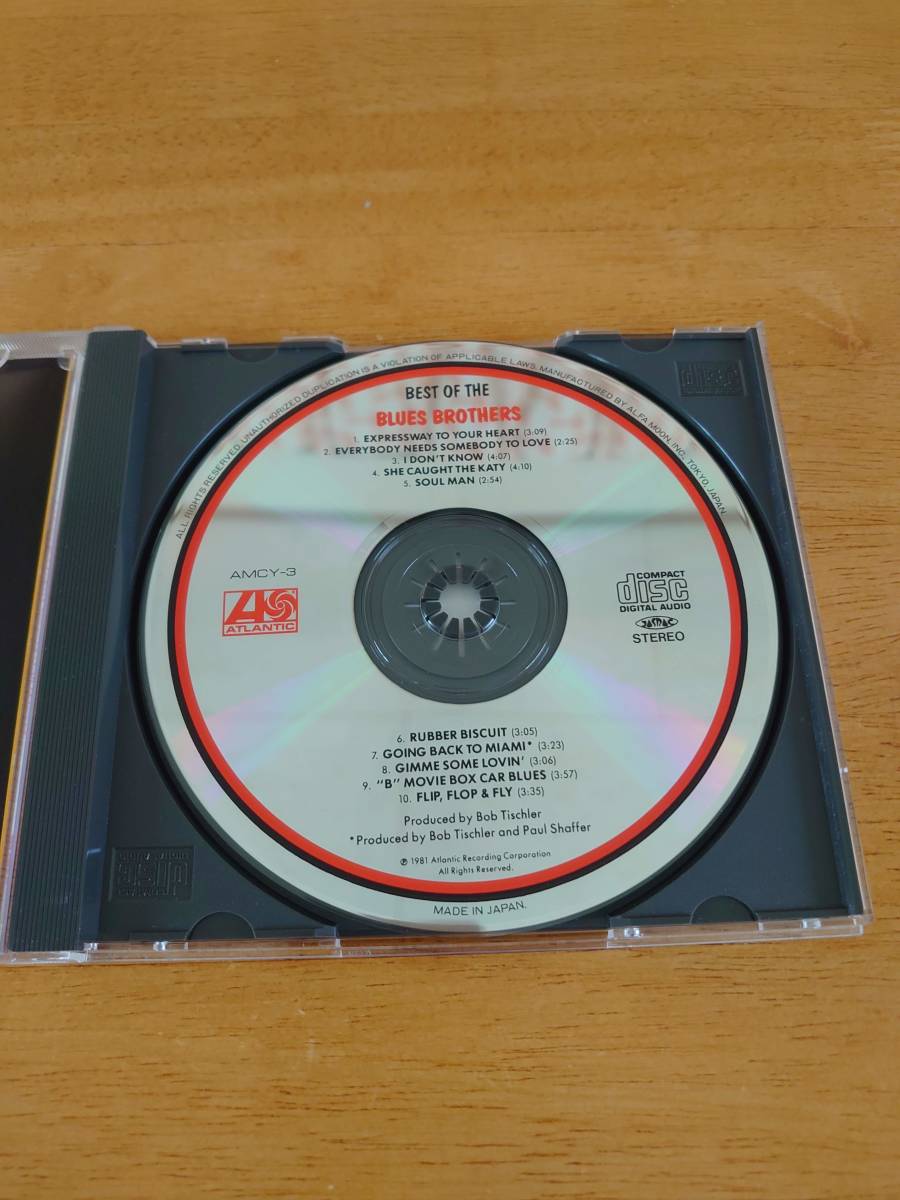 ALL RIGHTS RESERVED. UNAUTHORIZED DUPLICATION IS A VIOLATION OF APPLICABLE LAWS. MANUFACTURED BY ALFA MOON, INC., TOKYO, JAPAN.
BEST OF THE
BLUES BROTHERS
1. EXPRESSWAY TO YOUR HEART (3:09)
2. EVERYBODY NEEDS SOMEBODY TO LOVE (2:25)
3. I DON'T KNOW (4:07)
4. SHE CAUGHT THE KATY (4:10)
5. SOUL MAN (2:54)
AMCY-3
ATLANTIC
COMPACT
disc
DIGITAL AUDIO
JASRAC
STEREO
6. RUBBER BISCUIT (3:05)
7. GOING BACK TO MIAMI* (3:23)
8. GIMME SOME LOVIN' (3:06)
9. "B" MOVIE BOX CAR BLUES (3:57)
10. FLIP, FLOP & FLY (3:35)
Produced by Bob Tischler
*Produced by Bob Tischler and Paul Shaffer
℗ 1981 Atlantic Recording Corporation
All Rights Reserved.
MADE IN JAPAN.